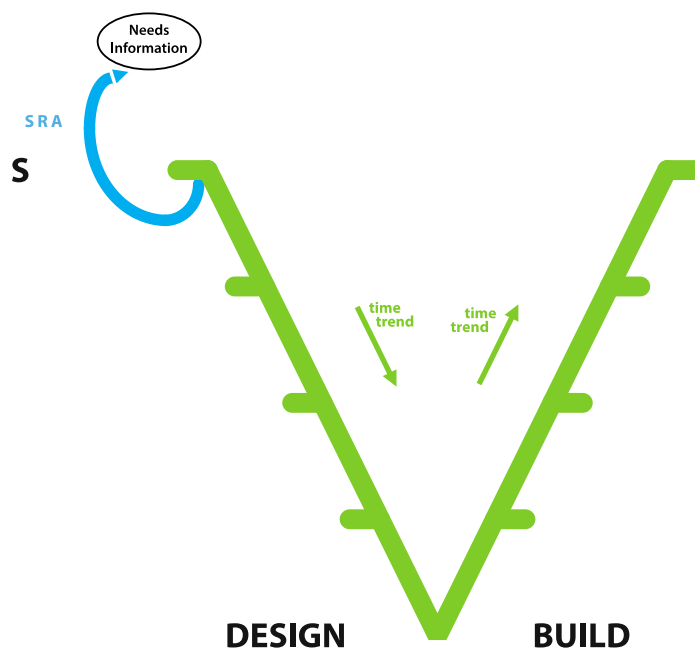 Needs
Information
SRA
S
time
trend
time
trend
DESIGN
BUILD